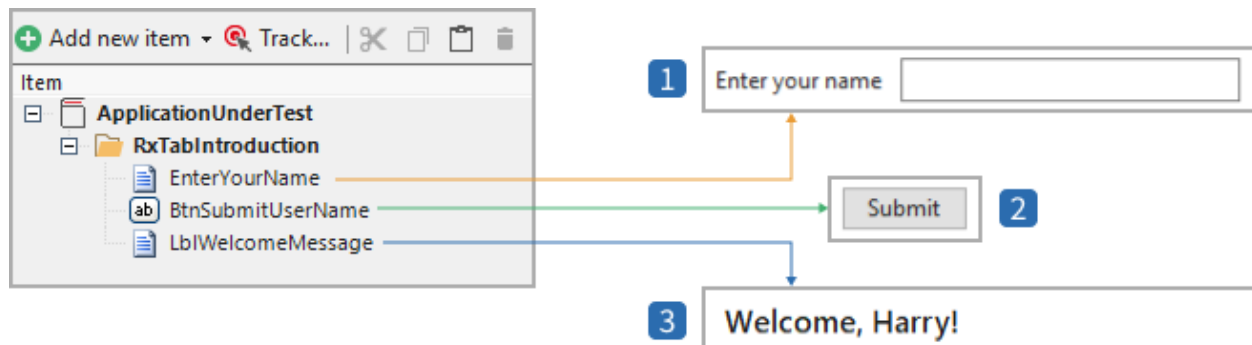 Add new item Track...
Item
ApplicationUnderTest
RxTabIntroduction
EnterYourName
ab BtnSubmitUserName
LblWelcomeMessage
1 Enter your name
Submit 2
3 Welcome, Harry!